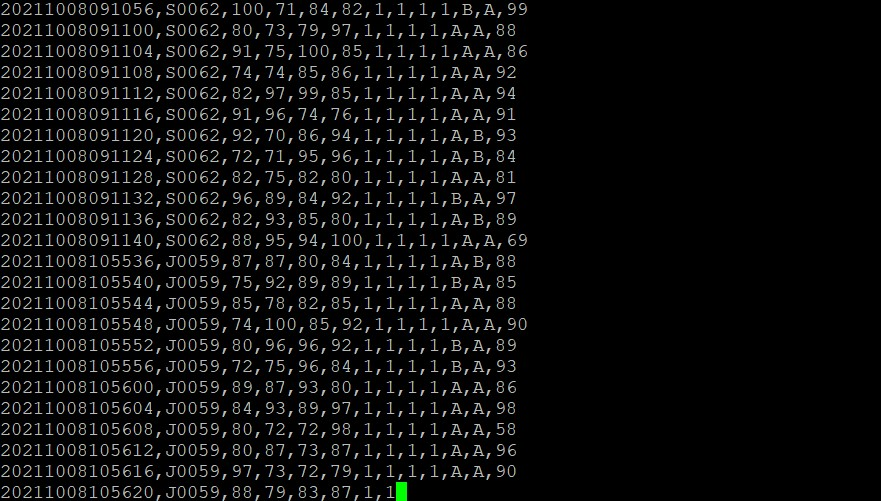 20211008091056,S0062,100,71,84,82,1,1,1,1,B,A,99
20211008091100,S0062,80,73,79,97,1,1,1,1,A,A,88
20211008091104,S0062,91,75,100,85,1,1,1,1,A,A,86
20211008091108,S0062,74,74,85,86,1,1,1,1,A,A,92
20211008091112,S0062,82,97,99,85,1,1,1,1,A,A,94
20211008091116,S0062,91,96,74,76,1,1,1,1,A,A,91
20211008091120,S0062,92,70,86,94,1,1,1,1,A,B,93
20211008091124,S0062,72,71,95,96,1,1,1,1,A,B,84
20211008091128,S0062,82,75,82,80,1,1,1,1,A,A,81
20211008091132,S0062,96,89,84,92,1,1,1,1,B,A,97
20211008091136,S0062,82,93,85,80,1,1,1,1,A,B,89
20211008091140,S0062,88,95,94,100,1,1,1,1,A,A,69
20211008105536,J0059,87,87,80,84,1,1,1,1,A,B,88
20211008105540,J0059,75,92,89,89,1,1,1,1,B,A,85
20211008105544,J0059,85,78,82,85,1,1,1,1,A,A,88
20211008105548,J0059,74,100,85,92,1,1,1,1,A,A,90
20211008105552,J0059,80,96,96,92,1,1,1,1,B,A,89
20211008105556,J0059,72,75,96,84,1,1,1,1,B,A,93
20211008105600,J0059,89,87,93,80,1,1,1,1,A,A,86
20211008105604,J0059,84,93,89,97,1,1,1,1,A,A,98
20211008105608,J0059,80,72,72,98,1,1,1,1,A,A,58
20211008105612,J0059,80,87,73,87,1,1,1,1,A,A,96
20211008105616,J0059,97,73,72,79,1,1,1,1,A,A,90
20211008105620,J0059,88,79,83,87,1,1